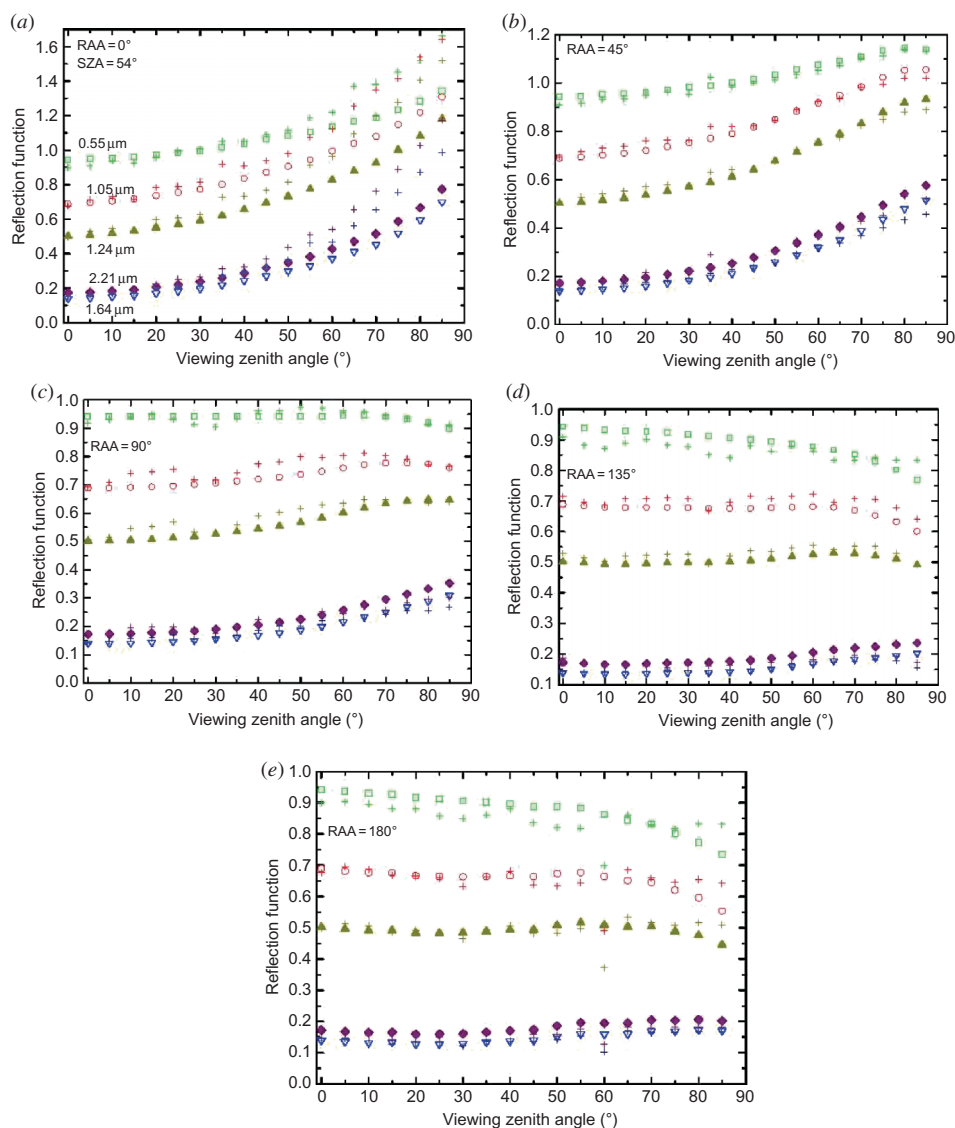 (a)
RAA = 0°
SZA = 54°
1.6
1.4
1.2
1.0
0.8
0.6
0.4
0.2
0.0
Reflection function
0.55 μm
1.05 μm
1.24 μm
2.21 μm
1.64 μm
0 10 20 30 40 50 60 70 80 90
Viewing zenith angle (°)
(b)
RAA = 45°
1.2
1.0
0.8
0.6
0.4
0.2
0.0
Reflection function
0 10 20 30 40 50 60 70 80 90
Viewing zenith angle (°)
(c)
1.0
0.9
0.8
0.7
0.6
0.5
0.4
0.3
0.2
0.1
0.0
Reflection function
RAA = 90°
0 10 20 30 40 50 60 70 80 90
Viewing zenith angle (°)
(d)
1.0
0.9
0.8
0.7
0.6
0.5
0.4
0.3
0.2
0.1
Reflection function
RAA = 135°
0 10 20 30 40 50 60 70 80 90
Viewing zenith angle (°)
(e)
1.0
0.9
0.8
0.7
0.6
0.5
0.4
0.3
0.2
0.1
0.0
Reflection function
RAA = 180°
0 10 20 30 40 50 60 70 80 90
Viewing zenith angle (°)